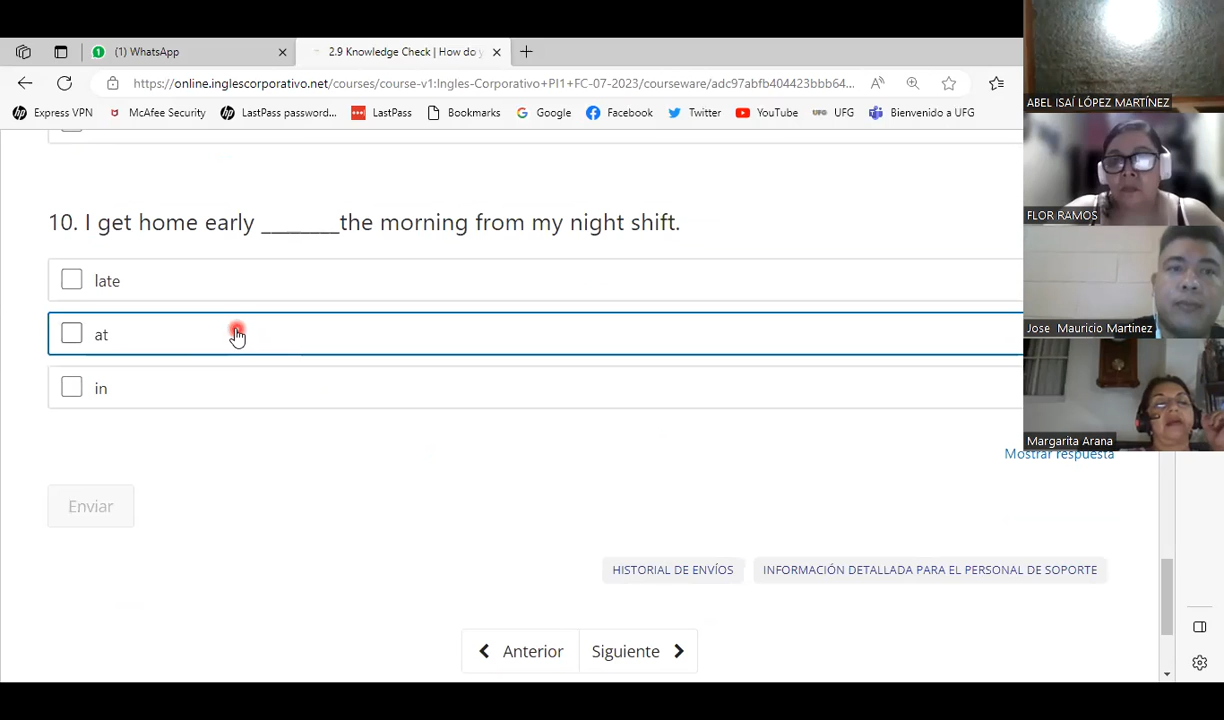 (1) WhatsApp
2.9 Knowledge Check | How do y
https://online.inglescorporativo.net/courses/course-v1:Ingles-Corporativo+PI1+FC-07-2023/courseware/adc97abfb404423bbb64...
Express VPN
McAfee Security
LastPass password...
LastPass
Bookmarks
Google
Facebook
Twitter
YouTube
UFG
Bienvenido a UFG
ABEL ISAÍ LÓPEZ MARTÍNEZ
FLOR RAMOS
Jose Mauricio Martinez
Margarita Arana
10. I get home early _______the morning from my night shift.
late
at
in
Mostrar respuesta
Enviar
HISTORIAL DE ENVÍOS
INFORMACIÓN DETALLADA PARA EL PERSONAL DE SOPORTE
Anterior
Siguiente